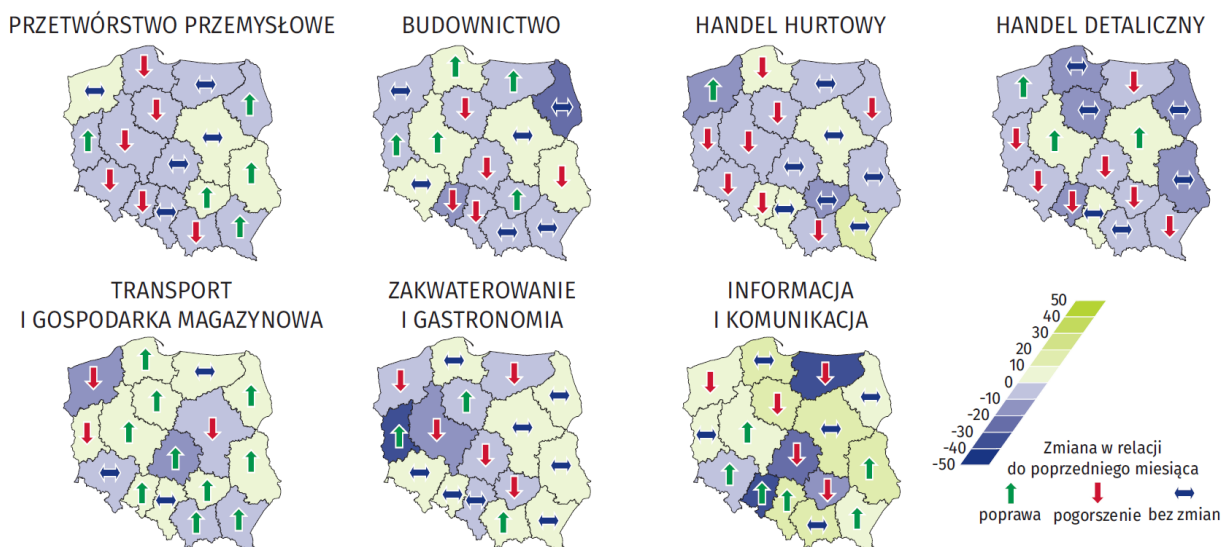 PRZETWÓRSTWO PRZEMYSŁOWE
BUDOWNICTWO
HANDEL HURTOWY
HANDEL DETALICZNY
TRANSPORT
I GOSPODARKA MAGAZYNOWA
ZAKWATEROWANIE
I GASTRONOMIA
INFORMACJA
I KOMUNIKACJA
50
40
30
20
10
0
-10
-20
-30
-40
-50
Zmiana w relacji
do poprzedniego miesiąca
poprawa pogorszenie bez zmian